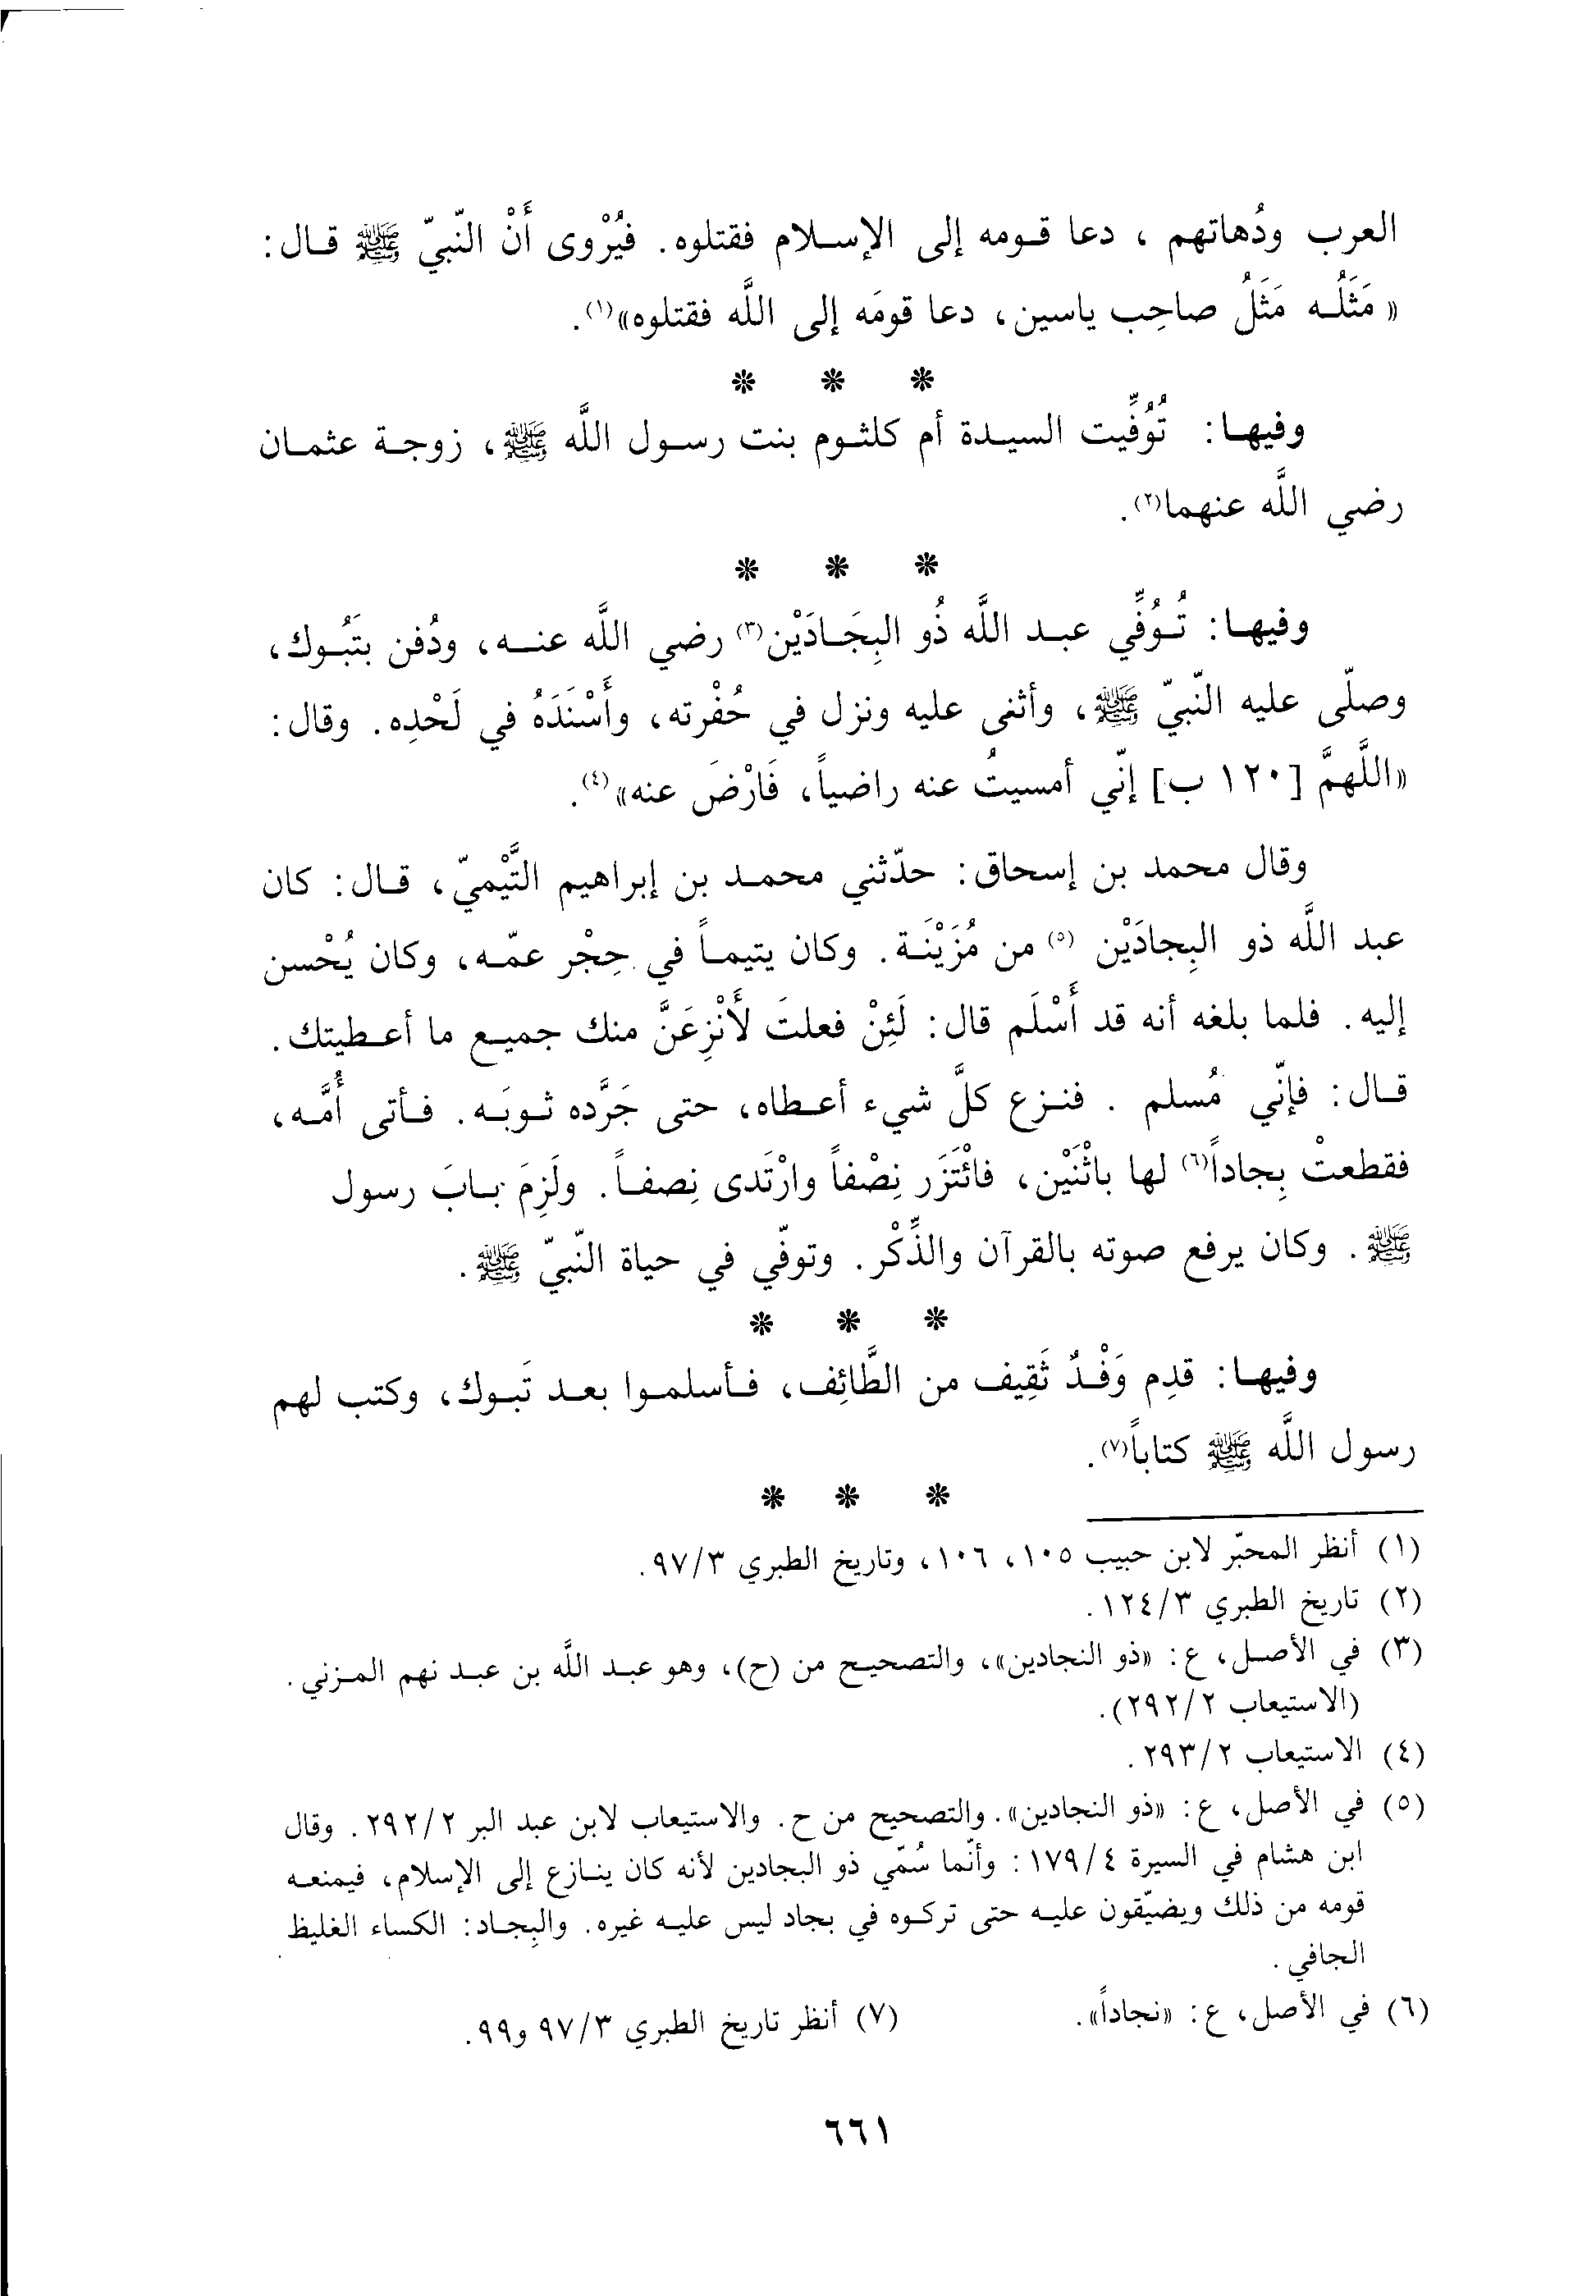 العرب ودُهاتهم ، دعا قومه إلى الإسلام فقتلوه. فيُرْوى أَنْ النّبيّ ﷺ قال:
« مَثَلُه مَثَلُ صاحِب ياسين، دعا قومَه إلى اللَّه فقتلوه»(١).
* * *
وفيها: تُوُفِّيت السيدة أم كلثوم بنت رسول اللَّه ﷺ، زوجة عثمان
رضي اللَّه عنهما(٢).
* * *
وفيها: تُوُفِّي عبد اللَّه ذُو البِجَادَيْن(٣) رضي اللَّه عنه، ودُفن بتَبُوك،
وصلّى عليه النّبيّ ﷺ، وأثنى عليه ونزل في حُفْرته، وأَسْنَدَهُ في لَحْدِه. وقال:
«اللَّهمَّ [١٢٠ ب] إنّي أمسيتُ عنه راضياً، فَارْضَ عنه»(٤).
وقال محمد بن إسحاق: حدّثني محمد بن إبراهيم التَّيْميّ، قال: كان
عبد اللَّه ذو البِجادَيْن (٥) من مُزَيْنَة. وكان يتيماً في حِجْر عمّه، وكان يُحْسن
إليه. فلما بلغه أنه قد أَسْلَم قال: لَئِنْ فعلتَ لأَنْزِعَنَّ منك جميع ما أعطيتك.
قال: فإنّي مُسلم . فنزع كلَّ شيء أعطاه، حتى جَرَّده ثوبَه. فأتى أُمَّه،
فقطعتْ بِجاداً(٦) لها باثْنَيْن، فائْتَزَر نِصْفاً وارْتَدى نِصفاً. ولَزِمَ بابَ رسول
ﷺ. وكان يرفع صوته بالقرآن والذِّكْر. وتوفّي في حياة النّبيّ ﷺ.
* * *
وفيها: قدِم وَفْدٌ ثَقِيف من الطَّائِف، فأسلموا بعد تَبوك، وكتب لهم
رسول اللَّه ﷺ كتاباً(٧).
* * *
(١) أنظر المحبّر لابن حبيب ١٠٥، ١٠٦، وتاريخ الطبري ٩٧/٣.
(٢) تاريخ الطبري ١٢٤/٣.
(٣) في الأصل، ع: «ذو النجادين»، والتصحيح من (ح)، وهو عبد اللَّه بن عبد نهم المزني.
(الاستيعاب ٢٩٢/٢).
(٤) الاستيعاب ٢٩٣/٢.
(٥) في الأصل، ع: «ذو النجادين». والتصحيح من ح. والاستيعاب لابن عبد البر ٢٩٢/٢. وقال
ابن هشام في السيرة ١٧٩/٤: وأنّما سُمّي ذو البجادين لأنه كان ينازع إلى الإسلام، فيمنعه
قومه من ذلك ويضيّقون عليه حتى تركوه في بجاد ليس عليه غيره. والبِجاد: الكساء الغليظ
الجافي.
(٦) في الأصل، ع: «نجاداً». (٧) أنظر تاريخ الطبري ٩٧/٣ و٩٩.
٦٦١